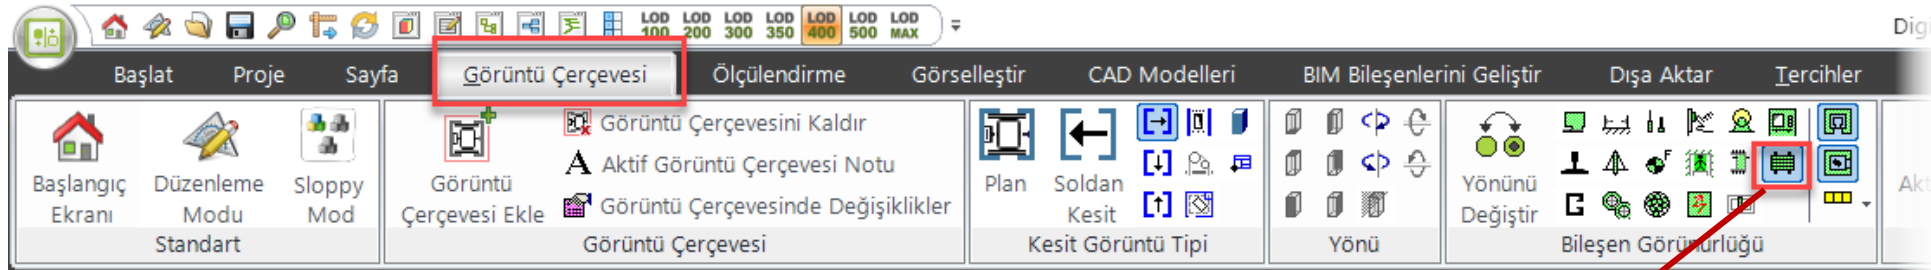 LOD 100 LOD 200 LOD 300 LOD 350 LOD 400 LOD 500 LOD MAX
Başlat Proje Sayfa Görüntü Çerçevesi Ölçülendirme Görselleştir CAD Modelleri BIM Bileşenlerini Geliştir Dışa Aktar Tercihler
Başlangıç Ekranı
Düzenleme Modu
Sloppy Mod
Standart
Görüntü Çerçevesi Ekle
Görüntü Çerçevesini Kaldır
A Aktif Görüntü Çerçevesi Notu
Görüntü Çerçevesinde Değişiklikler
Görüntü Çerçevesi
Plan
Soldan Kesit
Kesit Görüntü Tipi
Yönü
Yönünü Değiştir
Bileşen Görünürlüğü